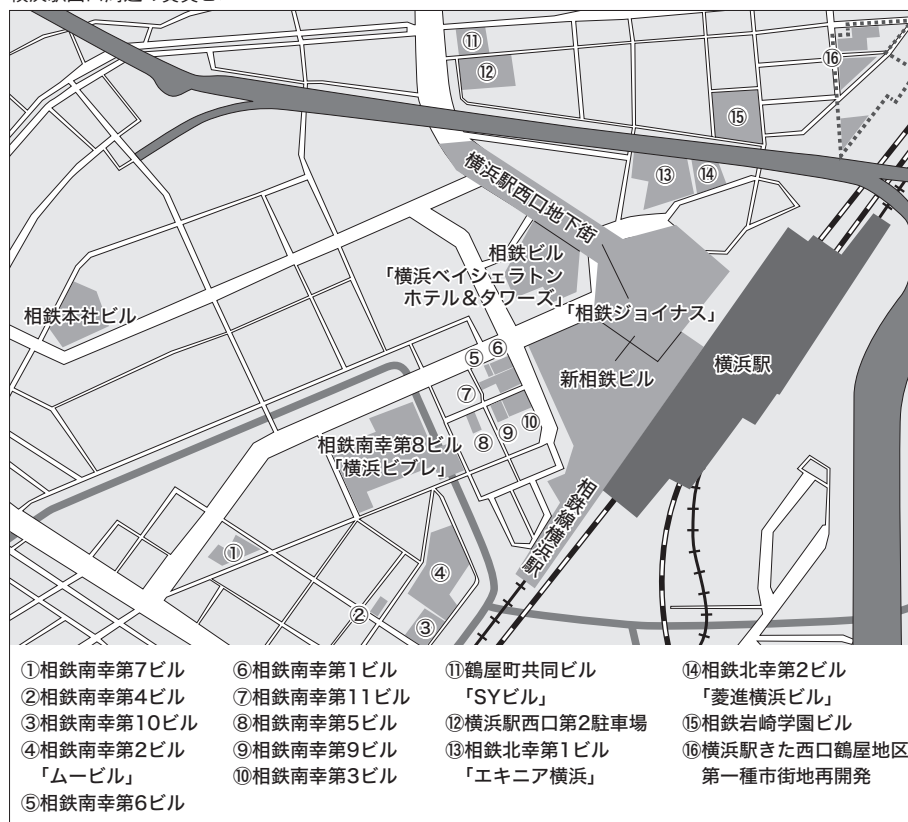 ⑪
⑫
⑯
⑮
⑬
⑭
横浜駅西口地下街
相鉄ビル
「横浜ベイシェラトン
ホテル＆タワーズ」
相鉄本社ビル
「相鉄ジョイナス」
横浜駅
新相鉄ビル
⑤
⑥
⑦
⑧
⑨
⑩
相鉄南幸第8ビル
「横浜ビブレ」
相鉄線横浜駅
①
④
②
③
①相鉄南幸第7ビル
②相鉄南幸第4ビル
③相鉄南幸第10ビル
④相鉄南幸第2ビル
「ムービル」
⑤相鉄南幸第6ビル
⑥相鉄南幸第1ビル
⑦相鉄南幸第11ビル
⑧相鉄南幸第5ビル
⑨相鉄南幸第9ビル
⑩相鉄南幸第3ビル
⑪鶴屋町共同ビル
「SYビル」
⑫横浜駅西口第2駐車場
⑬相鉄北幸第1ビル
「エキニア横浜」
⑭相鉄北幸第2ビル
「菱進横浜ビル」
⑮相鉄岩崎学園ビル
⑯横浜駅きた西口鶴屋地区
第一種市街地再開発